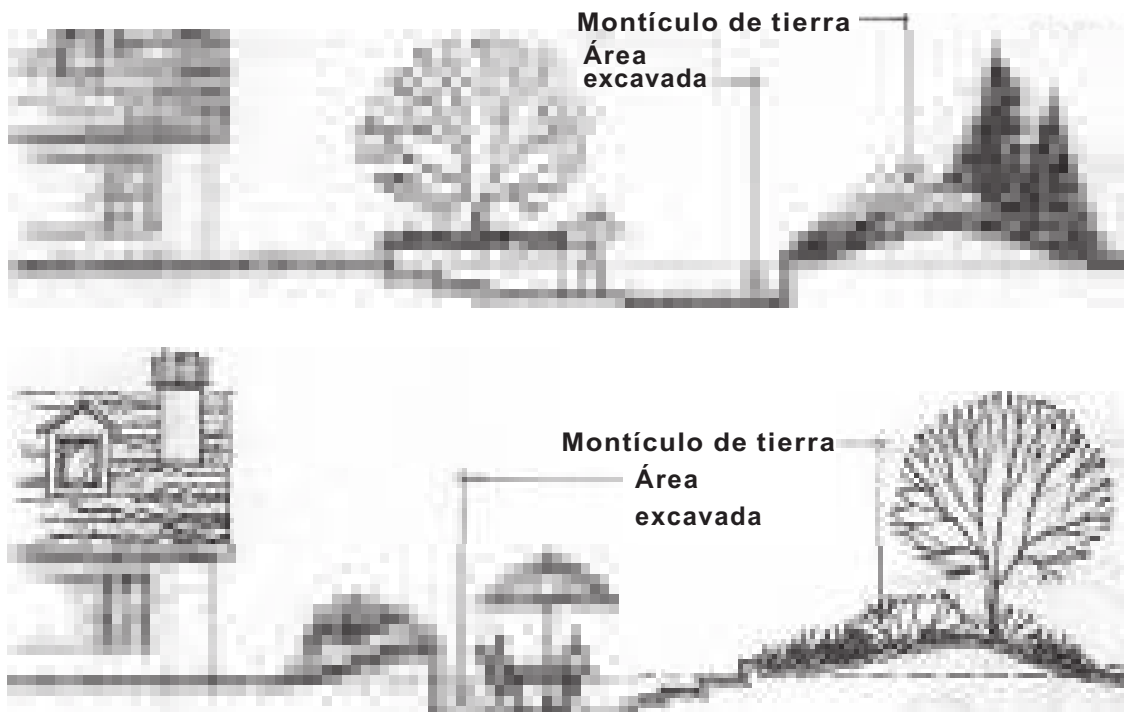 Montículo de tierra
Área
excavada
Montículo de tierra
Área
excavada